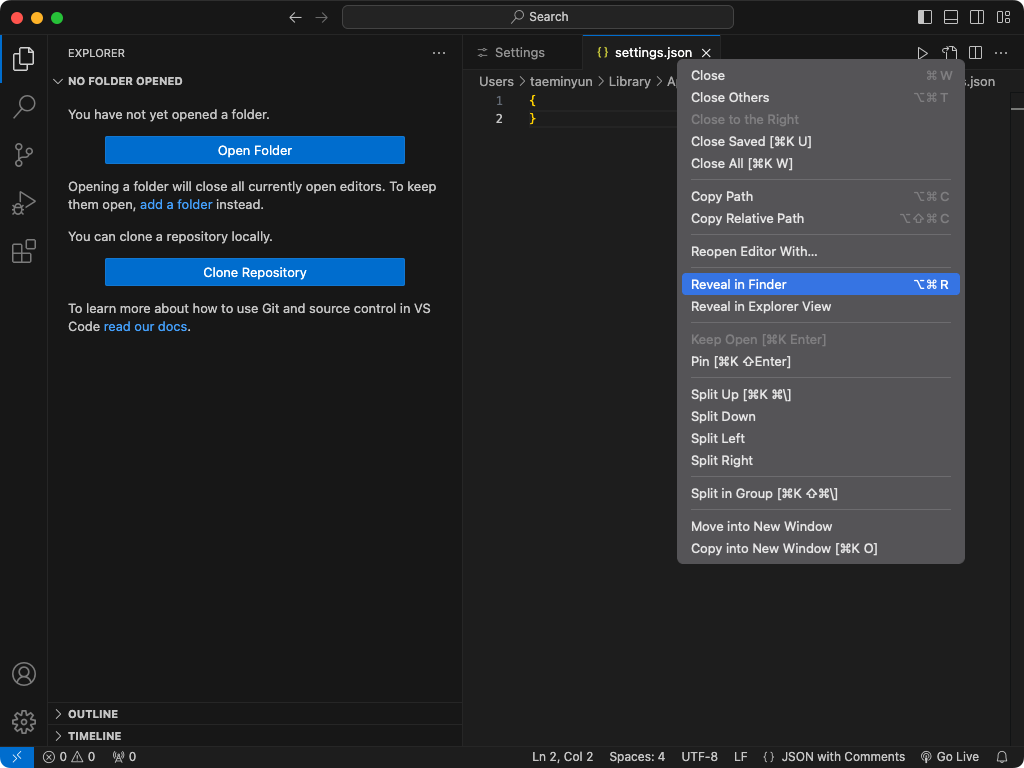 Search
EXPLORER
NO FOLDER OPENED
You have not yet opened a folder.
Open Folder
Opening a folder will close all currently open editors. To keep
them open, add a folder instead.
You can clone a repository locally.
Clone Repository
To learn more about how to use Git and source control in VS
Code read our docs.
OUTLINE
TIMELINE
Settings
{} settings.json
Users > taeminyun > Library >
.json
1 {
2 }
Close ⌘W
Close Others ⌥⌘T
Close to the Right
Close Saved [⌘K U]
Close All [⌘K W]
Copy Path ⌥⌘C
Copy Relative Path ⌥⇧⌘C
Reopen Editor With...
Reveal in Finder ⌥⌘R
Reveal in Explorer View
Keep Open [⌘K Enter]
Pin [⌘K ⇧Enter]
Split Up [⌘K ⌘\]
Split Down
Split Left
Split Right
Split in Group [⌘K ⇧⌘\]
Move into New Window
Copy into New Window [⌘K O]
0 0 0 Ln 2, Col 2 Spaces: 4 UTF-8 LF {} JSON with Comments Go Live